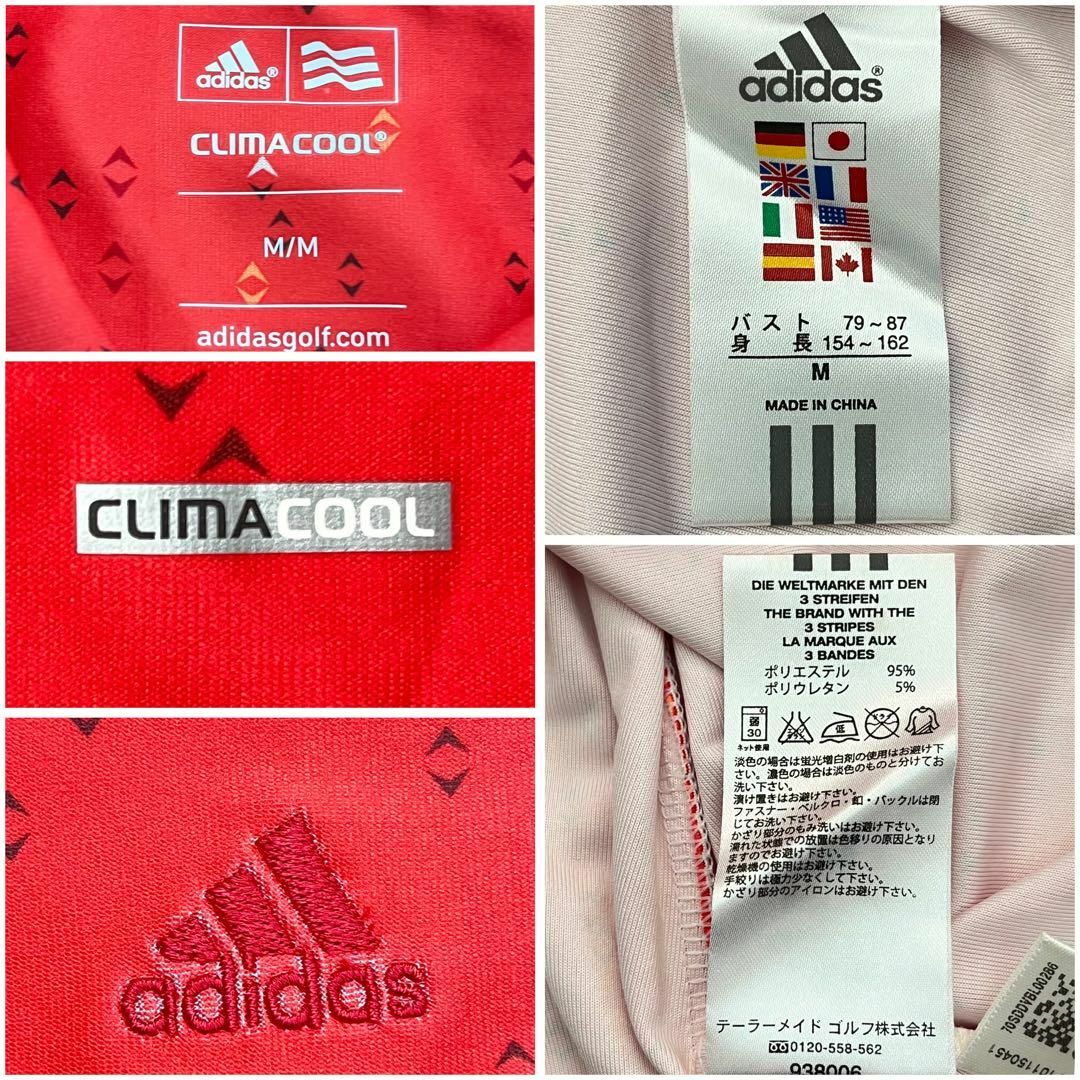 adidas®
CLIMACOOL®
M/M
adidasgolf.com
CLIMACOOL
adidas
adidas®
バスト 79~87
身長 154~162
M
MADE IN CHINA
DIE WELTMARKE MIT DEN
3 STREIFEN
THE BRAND WITH THE
3 STRIPES
LA MARQUE AUX
3 BANDES
ポリエステル 95%
ポリウレタン 5%
弱
30
低
ネット使用
淡色の場合は蛍光増白剤の使用はお避け下
さい。濃色の場合は淡色のものと分けてお
洗い下さい。
漬け置きはお避け下さい。
ファスナー・ベルクロ・釦・バックルは閉
じてお洗い下さい。
かざり部分のもみ洗いはお避け下さい。
濡れた状態での放置は色移りの原因となり
ますのでお避け下さい。
乾燥機の使用はお避け下さい。
手絞りは極力少なくして下さい。
かざり部分のアイロンはお避け下さい。
テーラーメイド ゴルフ株式会社
0120-558-562
938006
70SDDVBL00286
01150451